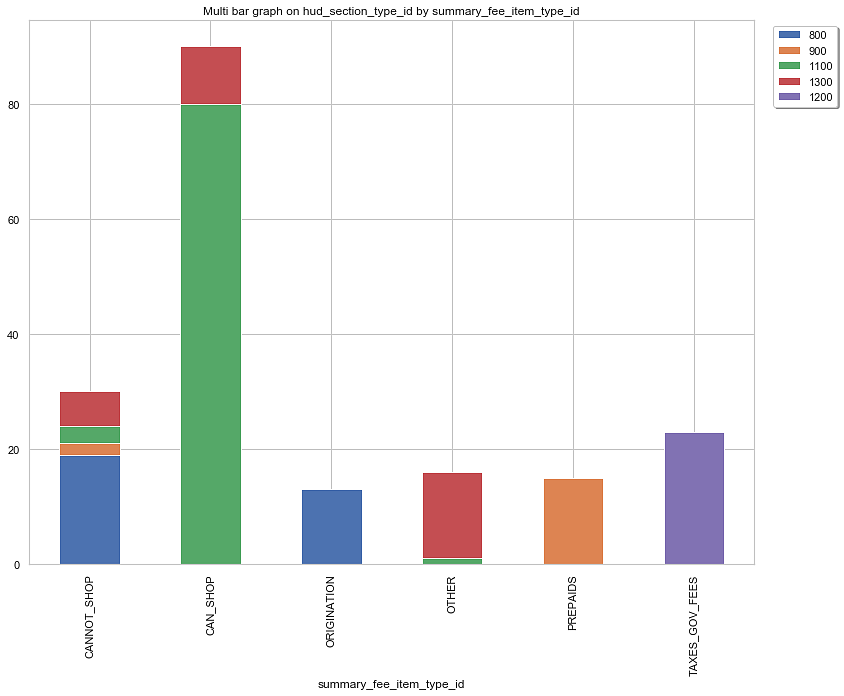 Multi bar graph on hud_section_type_id by summary_fee_item_type_id
800
900
1100
1300
1200
80
60
40
20
0
CANNOT_SHOP
CAN_SHOP
ORIGINATION
OTHER
PREPAIDS
TAXES_GOV_FEES
summary_fee_item_type_id